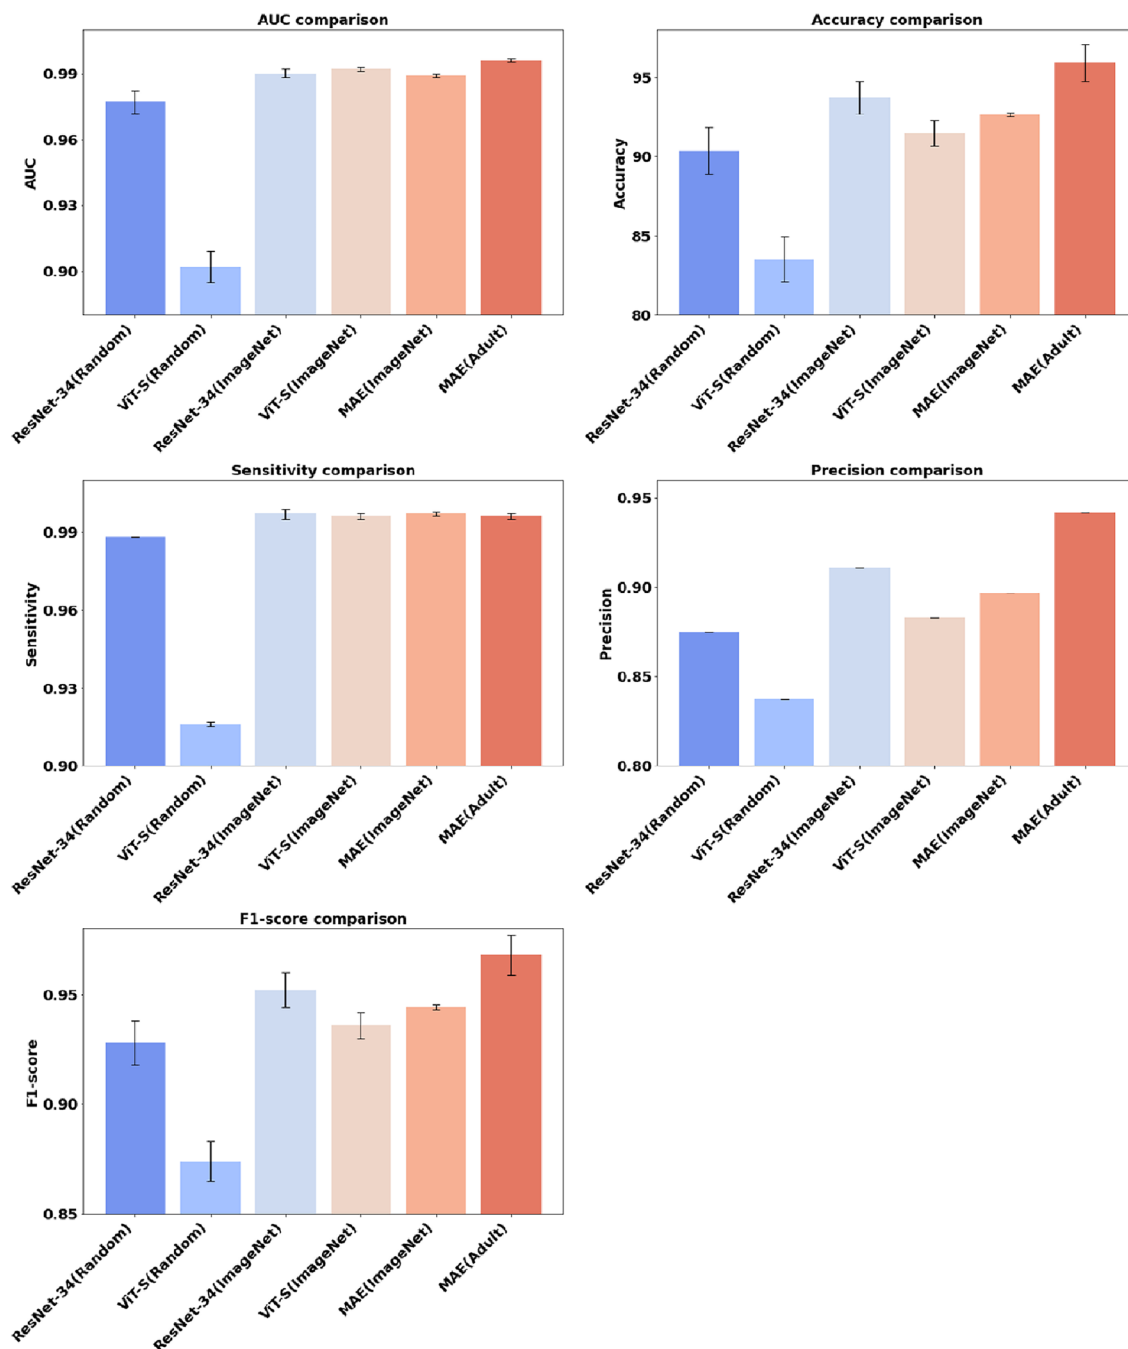 AUC comparison
AUC
0.99
0.96
0.93
0.90
ResNet-34(Random)
ViT-S(Random)
ResNet-34(ImageNet)
ViT-S(ImageNet)
MAE(ImageNet)
MAE(Adult)
Accuracy comparison
Accuracy
95
90
85
80
ResNet-34(Random)
ViT-S(Random)
ResNet-34(ImageNet)
ViT-S(ImageNet)
MAE(ImageNet)
MAE(Adult)
Sensitivity comparison
Sensitivity
0.99
0.96
0.93
0.90
ResNet-34(Random)
ViT-S(Random)
ResNet-34(ImageNet)
ViT-S(ImageNet)
MAE(ImageNet)
MAE(Adult)
Precision comparison
Precision
0.95
0.90
0.85
0.80
ResNet-34(Random)
ViT-S(Random)
ResNet-34(ImageNet)
ViT-S(ImageNet)
MAE(ImageNet)
MAE(Adult)
F1-score comparison
F1-score
0.95
0.90
0.85
ResNet-34(Random)
ViT-S(Random)
ResNet-34(ImageNet)
ViT-S(ImageNet)
MAE(ImageNet)
MAE(Adult)